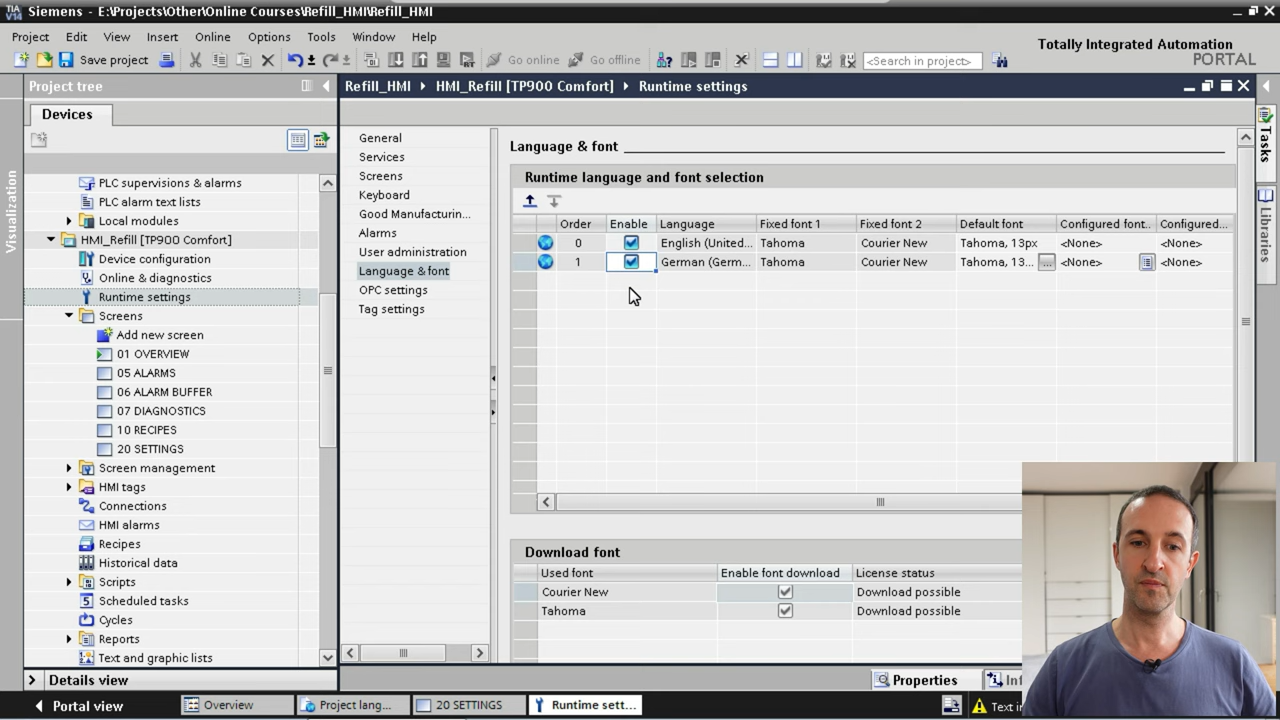 TIA
V14
Siemens - E:\Projects\Other\Online Courses\Refill_HMI\Refill_HMI
Project Edit View Insert Online Options Tools Window Help
Totally Integrated Automation
PORTAL
Save project
Go online
Go offline
<Search in project>
Project tree
Refill_HMI
HMI_Refill [TP900 Comfort]
Runtime settings
Visualization
Devices
PLC supervisions & alarms
PLC alarm text lists
Local modules
HMI_Refill [TP900 Comfort]
Device configuration
Online & diagnostics
Runtime settings
Screens
Add new screen
01 OVERVIEW
05 ALARMS
06 ALARM BUFFER
07 DIAGNOSTICS
10 RECIPES
20 SETTINGS
Screen management
HMI tags
Connections
HMI alarms
Recipes
Historical data
Scripts
Scheduled tasks
Cycles
Reports
Text and graphic lists
Details view
General
Services
Screens
Keyboard
Good Manufacturin...
Alarms
User administration
Language & font
OPC settings
Tag settings
Language & font
Runtime language and font selection
Order Enable Language Fixed font 1 Fixed font 2 Default font Configured font.. Configured...
0 English (United... Tahoma Courier New Tahoma, 13px <None> <None>
1 German (Germ... Tahoma Courier New Tahoma, 13... ... <None> <None>
Download font
Used font Enable font download License status
Courier New Download possible
Tahoma Download possible
Properties
Inf
Tasks
Libraries
Portal view
Overview
Project lang...
20 SETTINGS
Runtime sett...
Text in